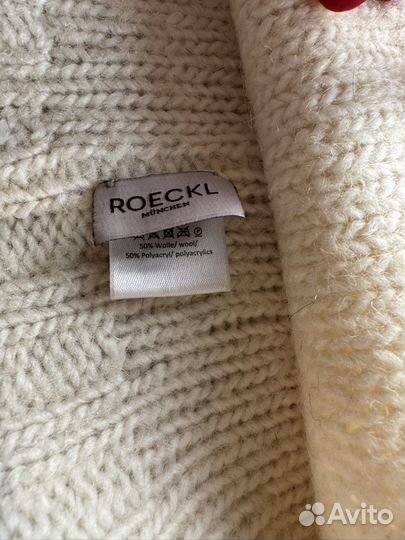 ROECKL
MÜNCHEN
50% Wolle/ wool/
50% Polyacryl/ polyacrylics
Avito